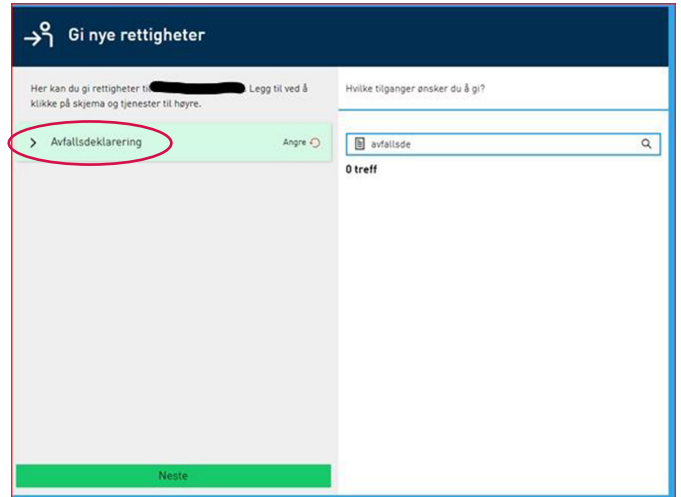 Gi nye rettigheter
Her kan du gi rettigheter til Legg til ved å
klikke på skjema og tjenester til høyre.
Avfallsdeklarering
Angre
Neste
Hvilke tilganger ønsker du å gi?
avfallsde
0 treff